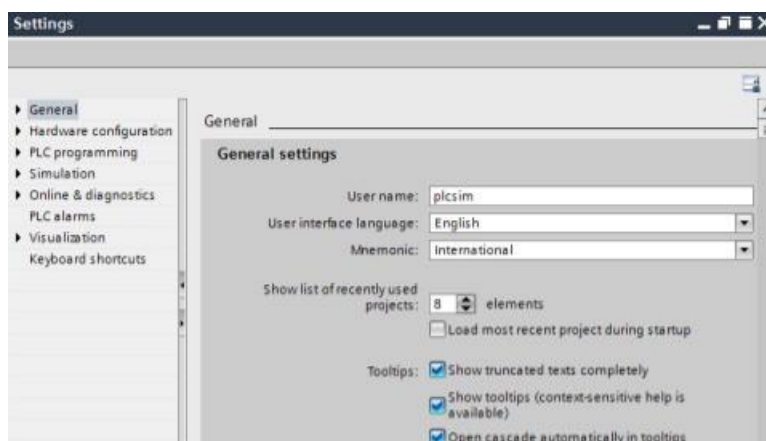 Settings
General
Hardware configuration
PLC programming
Simulation
Online & diagnostics
PLC alarms
Visualization
Keyboard shortcuts
General
General settings
User name: plcsim
User interface language: English
Mnemonic: International
Show list of recently used
projects: 8 elements
Load most recent project during startup
Tooltips: Show truncated texts completely
Show tooltips (context-sensitive help is
available)
Open cascade automatically in tooltips